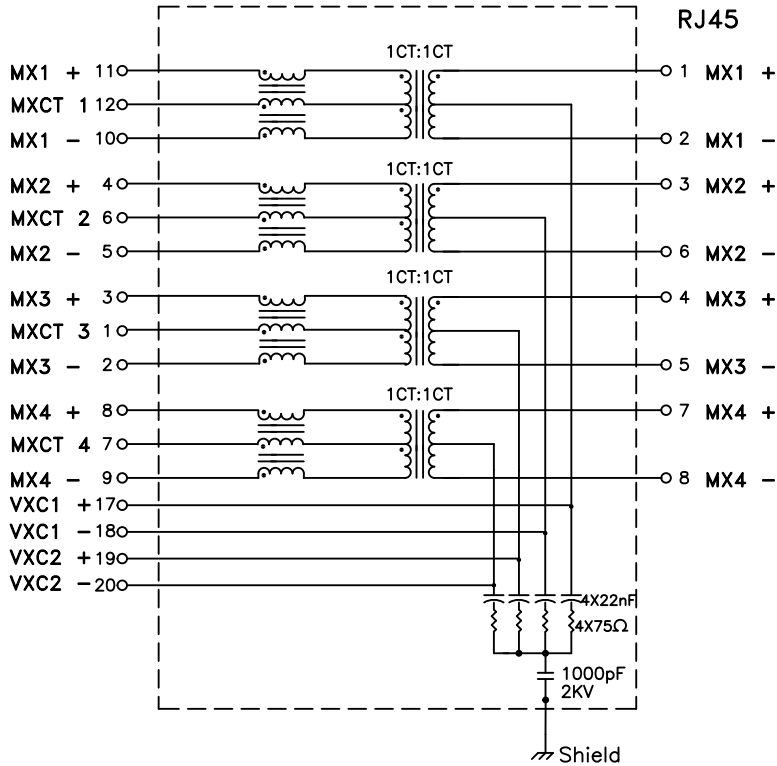 RJ45
1CT:1CT
MX1 + 11 1 MX1 +
MXCT 1 12
MX1 - 10 2 MX1 -
1CT:1CT
MX2 + 4 3 MX2 +
MXCT 2 6
MX2 - 5 6 MX2 -
1CT:1CT
MX3 + 3 4 MX3 +
MXCT 3 1
MX3 - 2 5 MX3 -
1CT:1CT
MX4 + 8 7 MX4 +
MXCT 4 7
MX4 - 9 8 MX4 -
VXC1 + 17
VXC1 - 18
VXC2 + 19
VXC2 - 20
4X22nF
4X75Ω
1000pF
2KV
Shield